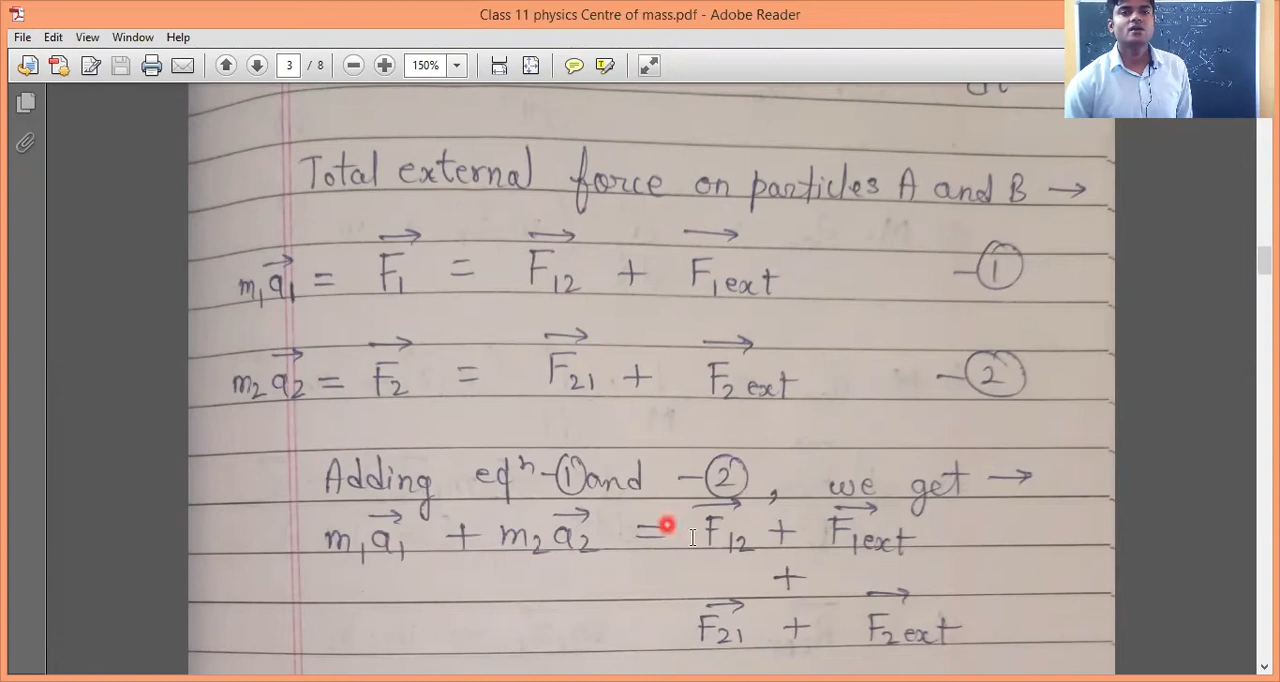 Class 11 physics Centre of mass.pdf - Adobe Reader
File Edit View Window Help
3 / 8 150%
Total external force on particles A and B →
m₁a⃗₁ = F⃗₁ = F⃗₁₂ + F⃗₁ext -①
m₂a⃗₂ = F⃗₂ = F⃗₂₁ + F⃗₂ext -②
Adding eqⁿ -① and -②, we get →
m₁a⃗₁ + m₂a⃗₂ = F⃗₁₂ + F⃗₁ext
+
F⃗₂₁ + F⃗₂ext